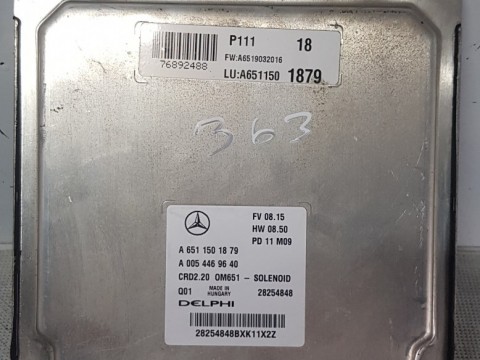 P111 18
FW:A6519032016
76892488
LU:A651150 1879
363
FV 08.15
HW 08.50
PD 11 M09
A 651 150 18 79
A 005 446 96 40
CRD2.20 OM651 - SOLENOID
Q01 MADE IN HUNGARY 28254848
DELPHI
28254848BXK11X2Z